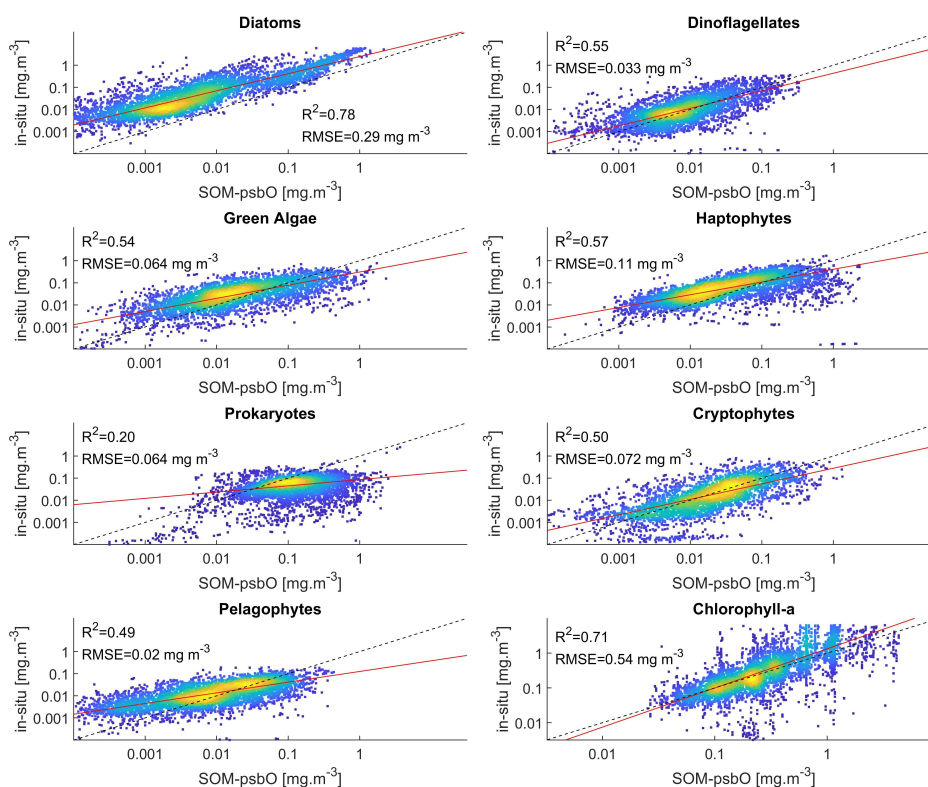 Diatoms
in-situ [mg.m⁻³]
1
0.1
0.01
0.001
R²=0.78
RMSE=0.29 mg m⁻³
0.001
0.01
0.1
1
SOM-psbO [mg.m⁻³]
Dinoflagellates
in-situ [mg.m⁻³]
R²=0.55
RMSE=0.033 mg m⁻³
1
0.1
0.01
0.001
0.001
0.01
0.1
1
SOM-psbO [mg.m⁻³]
Green Algae
in-situ [mg.m⁻³]
R²=0.54
RMSE=0.064 mg m⁻³
1
0.1
0.01
0.001
0.001
0.01
0.1
1
SOM-psbO [mg.m⁻³]
Haptophytes
in-situ [mg.m⁻³]
R²=0.57
RMSE=0.11 mg m⁻³
1
0.1
0.01
0.001
0.001
0.01
0.1
1
SOM-psbO [mg.m⁻³]
Prokaryotes
in-situ [mg.m⁻³]
R²=0.20
RMSE=0.064 mg m⁻³
1
0.1
0.01
0.001
0.001
0.01
0.1
1
SOM-psbO [mg.m⁻³]
Cryptophytes
in-situ [mg.m⁻³]
R²=0.50
RMSE=0.072 mg m⁻³
1
0.1
0.01
0.001
0.001
0.01
0.1
1
SOM-psbO [mg.m⁻³]
Pelagophytes
in-situ [mg.m⁻³]
R²=0.49
RMSE=0.02 mg m⁻³
1
0.1
0.01
0.001
0.001
0.01
0.1
1
SOM-psbO [mg.m⁻³]
Chlorophyll-a
in-situ [mg.m⁻³]
R²=0.71
RMSE=0.54 mg m⁻³
1
0.1
0.01
0.01
0.1
1
SOM-psbO [mg.m⁻³]